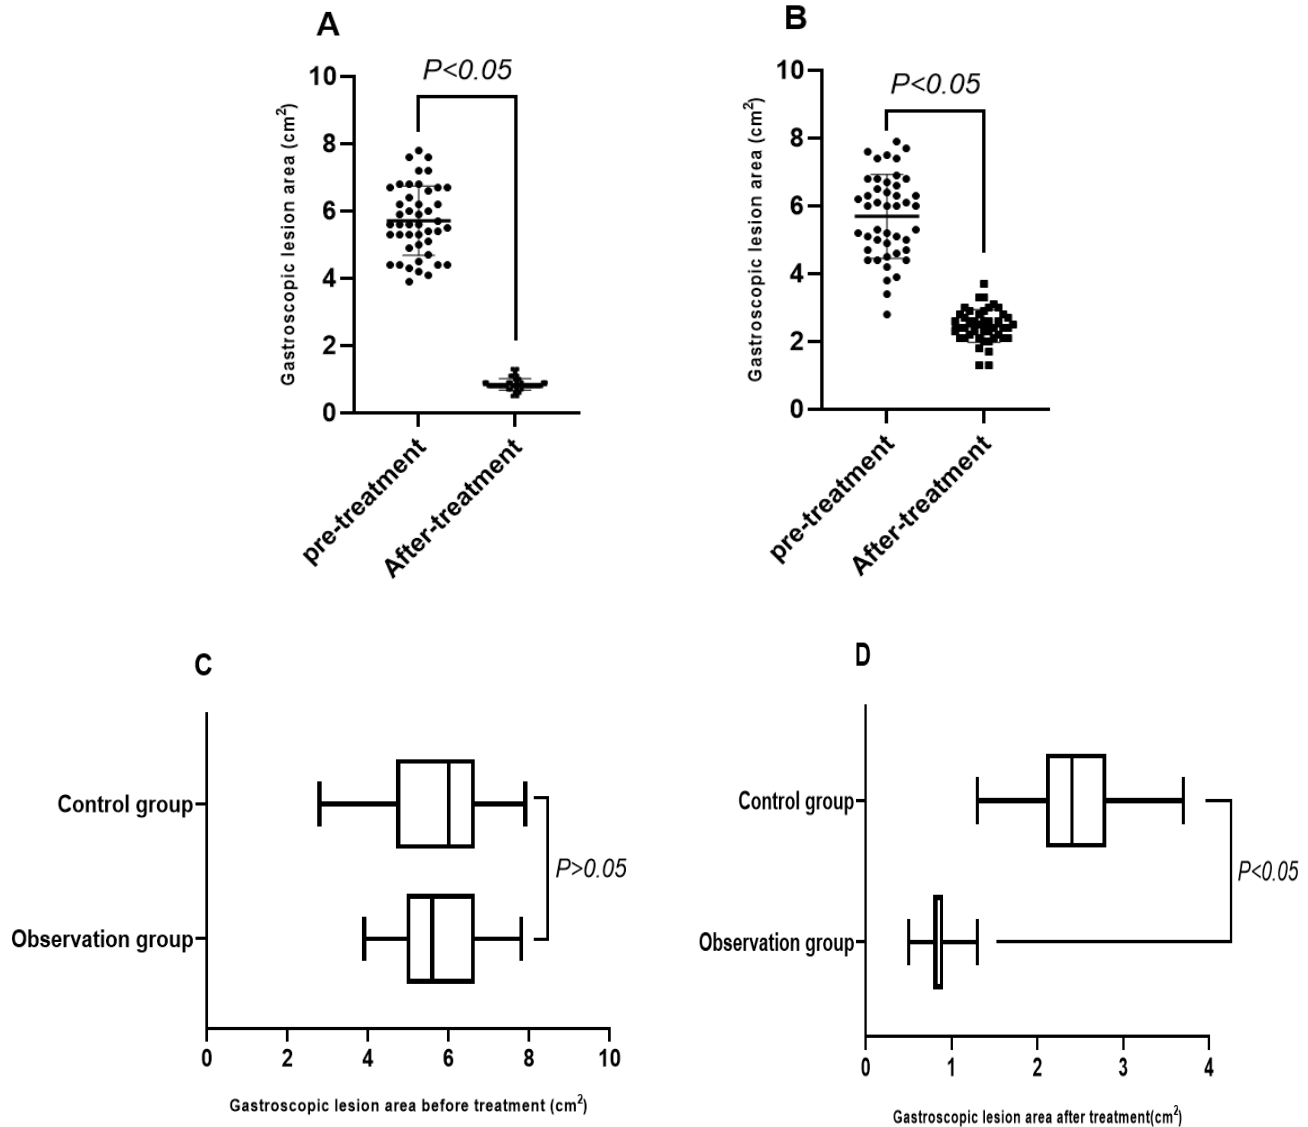 A
P<0.05
10
8
6
4
2
0
Gastroscopic lesion area (cm²)
pre-treatment
After-treatment
B
P<0.05
10
8
6
4
2
0
Gastroscopic lesion area (cm²)
pre-treatment
After-treatment
C
Control group
P>0.05
Observation group
0 2 4 6 8 10
Gastroscopic lesion area before treatment (cm²)
D
Control group
P<0.05
Observation group
0 1 2 3 4
Gastroscopic lesion area after treatment(cm²)